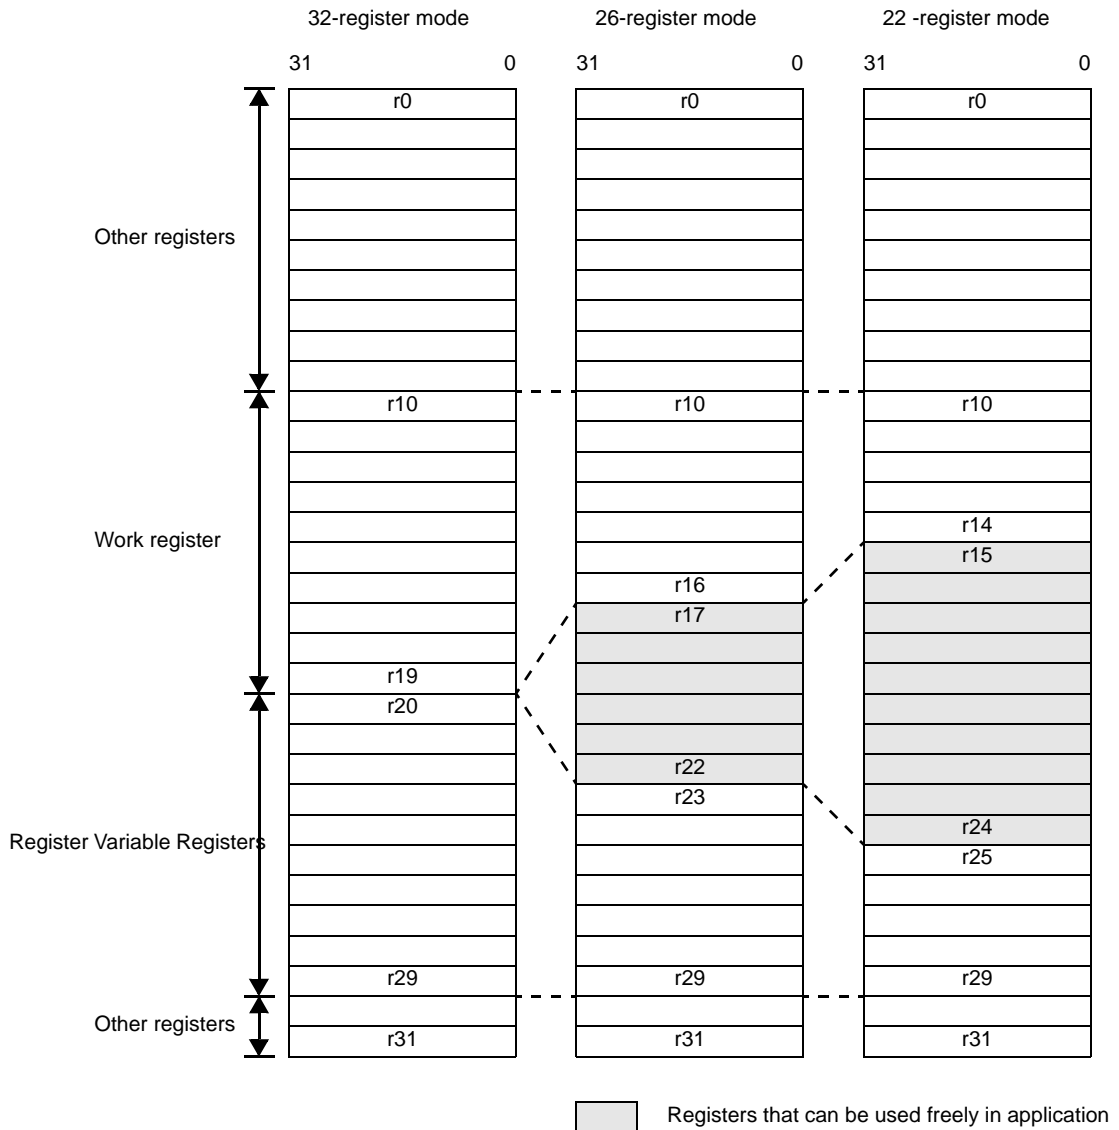 32-register mode 26-register mode 22 -register mode
31 0 31 0 31 0
r0 r0 r0
Other registers
r10 r10 r10
r14
Work register
r15
r16
r17
r19
r20
r22
r23
r24
Register Variable Registers
r25
r29 r29 r29
Other registers
r31 r31 r31
Registers that can be used freely in application